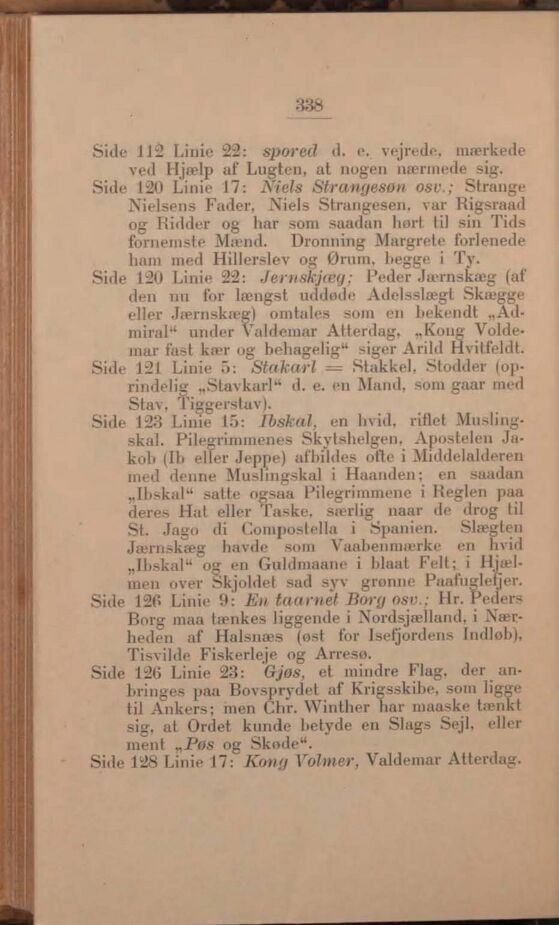 338
Side 112 Linie 22: spored d. e. vejrede, mærkede
ved Hjælp af Lugten, at nogen nærmede sig.
Side 120 Linie 17: Niels Strangesøn osv.; Strange
Nielsens Fader, Niels Strangesen, var Rigsraad
og Ridder og har som saadan hørt til sin Tids
fornemste Mænd. Dronning Margrete forlenede
ham med Hillerslev og Ørum, begge i Ty.
Side 120 Linie 22: Jernskjæg; Peder Jærnskæg (af
den nu for længst uddøde Adelsslægt Skægge
eller Jærnskæg) omtales som en bekendt „Ad-
miral“ under Valdemar Atterdag, „Kong Volde-
mar fast kær og behagelig“ siger Arild Hvitfeldt.
Side 121 Linie 5: Stakarl = Stakkel, Stodder (op-
rindelig „Stavkarl“ d. e. en Mand, som gaar med
Stav, Tiggerstav).
Side 123 Linie 15: Ibskal, en hvid, riflet Musling-
skal. Pilegrimmenes Skytshelgen, Apostelen Ja-
kob (Ib eller Jeppe) afbildes ofte i Middelalderen
med denne Muslingskal i Haanden; en saadan
„Ibskal“ satte ogsaa Pilegrimmene i Reglen paa
deres Hat eller Taske, særlig naar de drog til
St. Jago di Compostella i Spanien. Slægten
Jærnskæg havde som Vaabenmærke en hvid
„Ibskal“ og en Guldmaane i blaat Felt; i Hjæl-
men over Skjoldet sad syv grønne Paafuglefjer.
Side 126 Linie 9: En taarnet Borg osv.; Hr. Peders
Borg maa tænkes liggende i Nordsjælland, i Nær-
heden af Halsnæs (øst for Isefjordens Indløb),
Tisvilde Fiskerleje og Arresø.
Side 126 Linie 23: Gjøs, et mindre Flag, der an-
bringes paa Bovsprydet af Krigsskibe, som ligge
til Ankers; men Chr. Winther har maaske tænkt
sig, at Ordet kunde betyde en Slags Sejl, eller
ment „Pøs og Skøde“.
Side 128 Linie 17: Kong Volmer, Valdemar Atterdag.